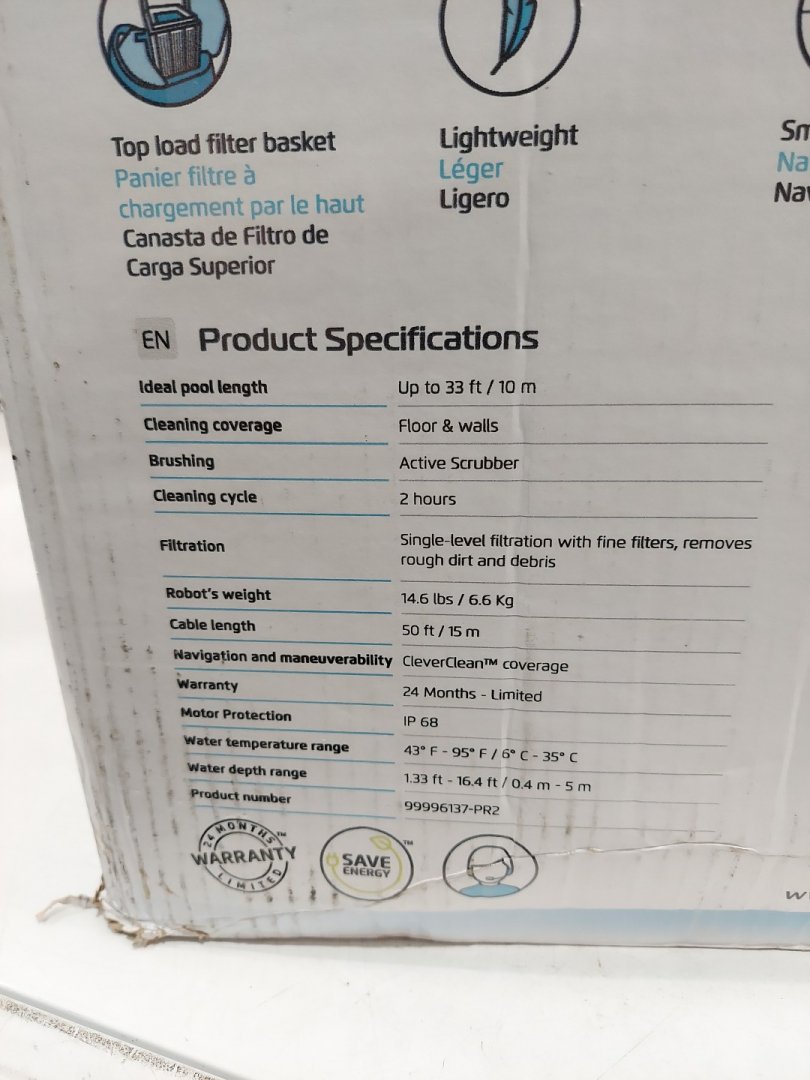 Top load filter basket
Panier filtre à
chargement par le haut
Canasta de Filtro de
Carga Superior
Lightweight
Léger
Ligero
EN Product Specifications
Ideal pool length Up to 33 ft / 10 m
Cleaning coverage Floor & walls
Brushing Active Scrubber
Cleaning cycle 2 hours
Filtration Single-level filtration with fine filters, removes
rough dirt and debris
Robot's weight 14.6 lbs / 6.6 Kg
Cable length 50 ft / 15 m
Navigation and maneuverability CleverClean™ coverage
Warranty 24 Months - Limited
Motor Protection IP 68
Water temperature range 43° F - 95° F / 6° C - 35° C
Water depth range 1.33 ft - 16.4 ft / 0.4 m - 5 m
Product number 99996137-PR2
24 MONTHS™
WARRANTY
LIMITED
SAVE™
ENERGY